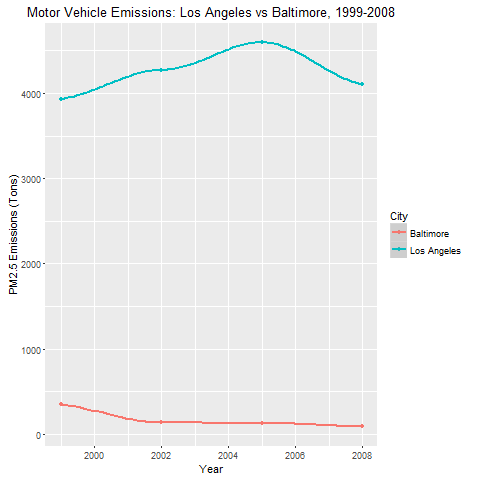 Motor Vehicle Emissions: Los Angeles vs Baltimore, 1999-2008
PM2.5 Emissions (Tons)
4000
3000
2000
1000
0
2000 2002 2004 2006 2008
Year
City
Baltimore
Los Angeles